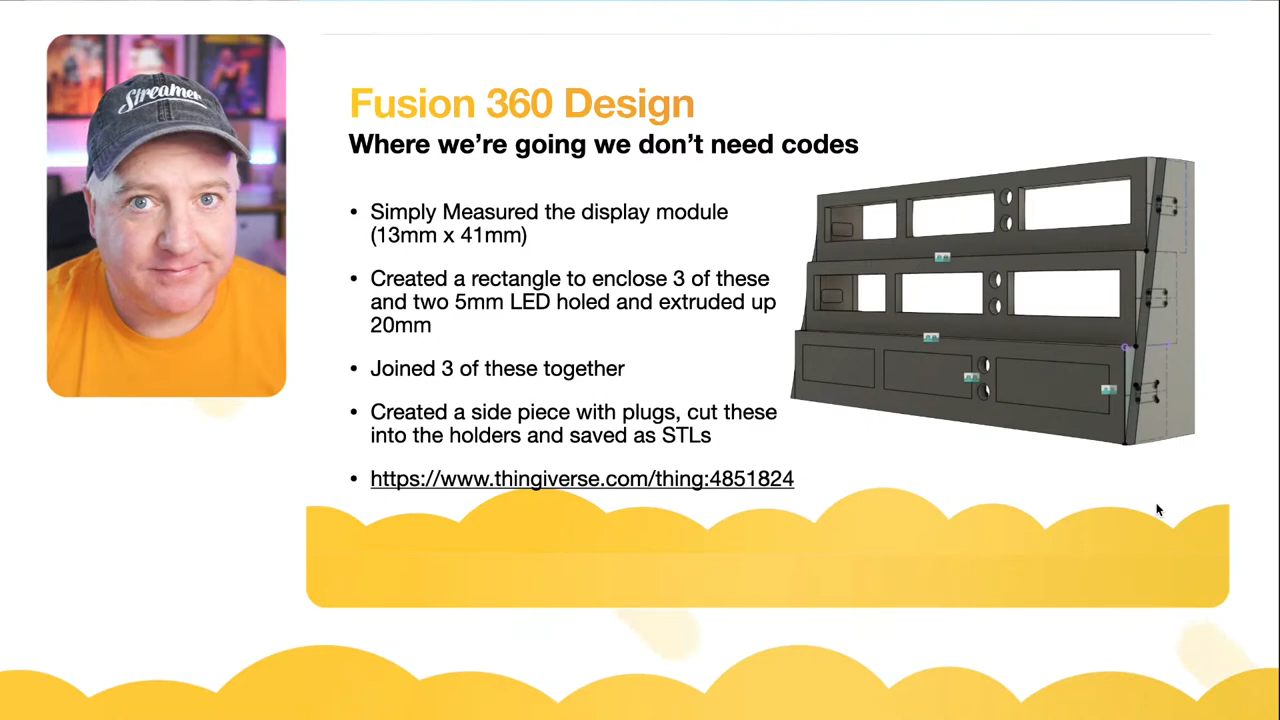 Streamer
Fusion 360 Design
Where we’re going we don’t need codes
• Simply Measured the display module
(13mm x 41mm)
• Created a rectangle to enclose 3 of these
and two 5mm LED holed and extruded up
20mm
• Joined 3 of these together
• Created a side piece with plugs, cut these
into the holders and saved as STLs
• https://www.thingiverse.com/thing:4851824